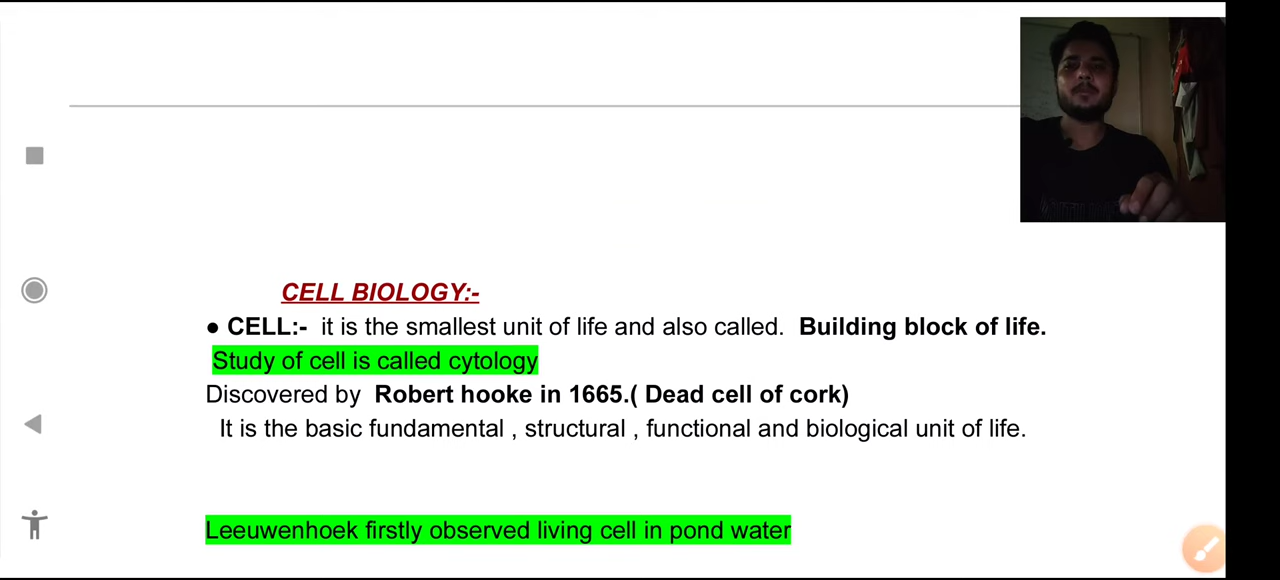 CELL BIOLOGY:-
● CELL:- it is the smallest unit of life and also called. Building block of life.
Study of cell is called cytology
Discovered by Robert hooke in 1665.( Dead cell of cork)
It is the basic fundamental , structural , functional and biological unit of life.
Leeuwenhoek firstly observed living cell in pond water